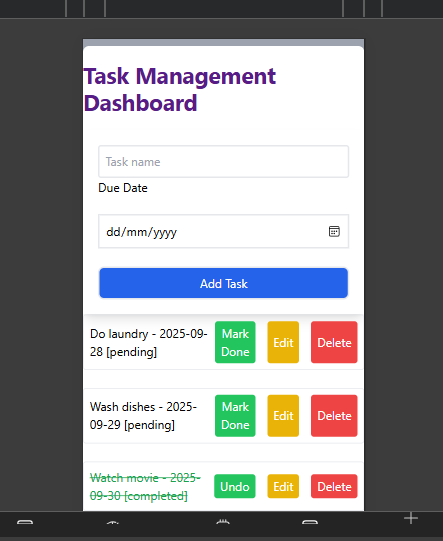 Task Management
Dashboard
Task name
Due Date
dd/mm/yyyy
Add Task
Do laundry - 2025-09-
28 [pending]
Mark
Done
Edit
Delete
Wash dishes - 2025-
09-29 [pending]
Mark
Done
Edit
Delete
Watch movie - 2025-
09-30 [completed]
Undo
Edit
Delete